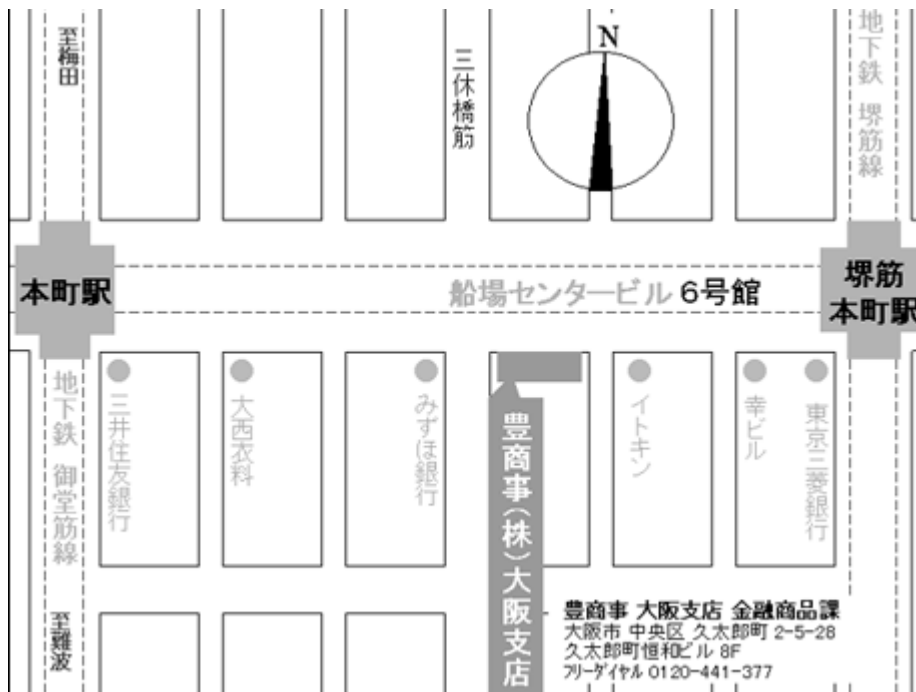 至梅田
三休橋筋
N
地下鉄 堺筋線
本町駅
船場センタービル 6号館
堺筋
本町駅
地下鉄 御堂筋線
三井住友銀行
大西衣料
みずほ銀行
豊商事(株)大阪支店
イトキン
幸ビル
東京三菱銀行
至難波
豊商事 大阪支店 金融商品課
大阪市 中央区 久太郎町 2-5-28
久太郎町恒和ビル 8F
フリーダイヤル 0120-441-377